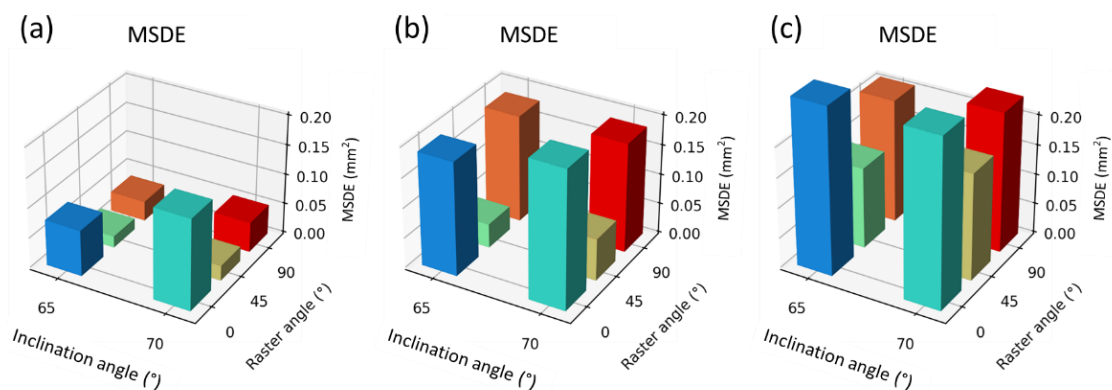 (a)
MSDE
0.20
0.15
0.10
0.05
0.00
MSDE (mm²)
65
70
Inclination angle (°)
0
45
90
Raster angle (°)
(b)
MSDE
0.20
0.15
0.10
0.05
0.00
MSDE (mm²)
65
70
Inclination angle (°)
0
45
90
Raster angle (°)
(c)
MSDE
0.20
0.15
0.10
0.05
0.00
MSDE (mm²)
65
70
Inclination angle (°)
0
45
90
Raster angle (°)